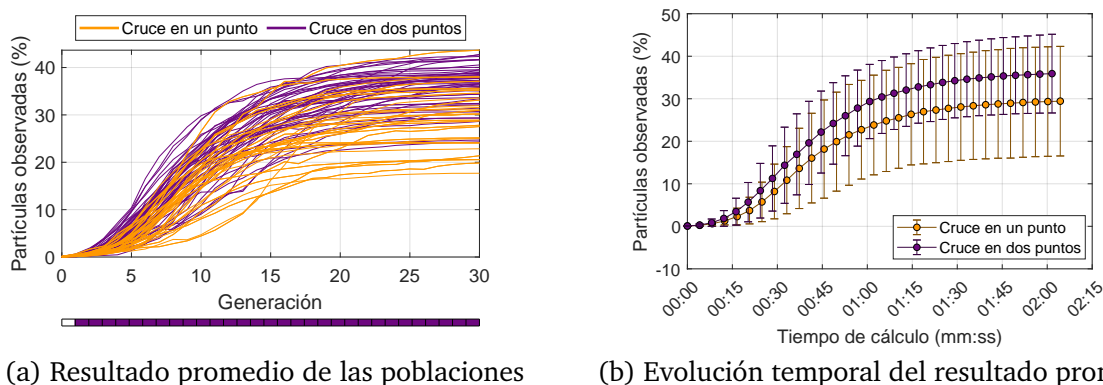 Cruce en un punto Cruce en dos puntos
Partículas observadas (%)
40
30
20
10
0
0 5 10 15 20 25 30
Generación
(a) Resultado promedio de las poblaciones
Partículas observadas (%)
50
40
30
20
10
0
-10
Cruce en un punto
Cruce en dos puntos
00:00 00:15 00:30 00:45 01:00 01:15 01:30 01:45 02:00 02:15
Tiempo de cálculo (mm:ss)
(b) Evolución temporal del resultado